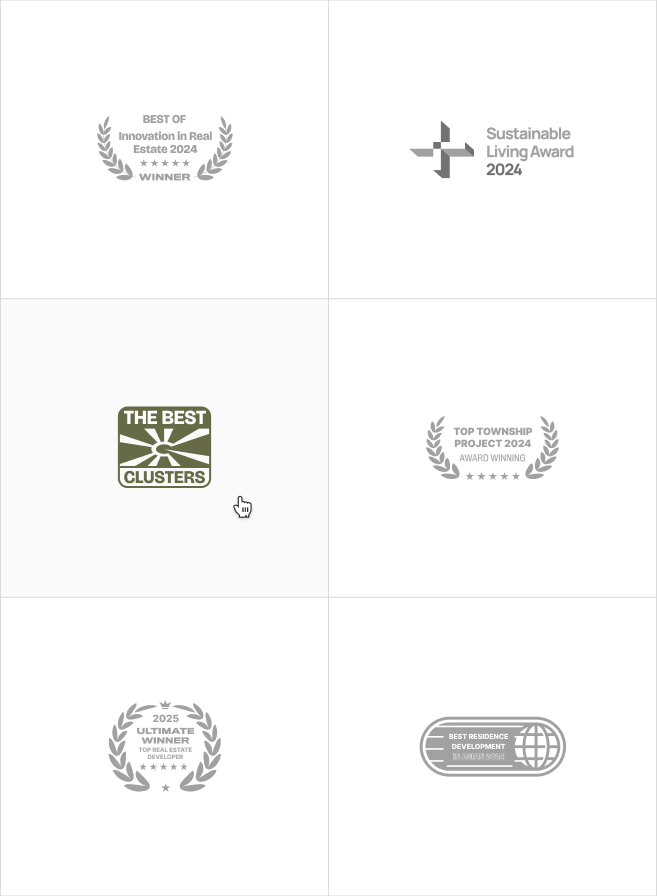 BEST OF
Innovation in Real
Estate 2024
WINNER
Sustainable
Living Award
2024
THE BEST
CLUSTERS
TOP TOWNSHIP
PROJECT 2024
AWARD WINNING
2025
ULTIMATE
WINNER
TOP REAL ESTATE
DEVELOPER
BEST RESIDENCE
DEVELOPMENT
IN ASIAN 2024